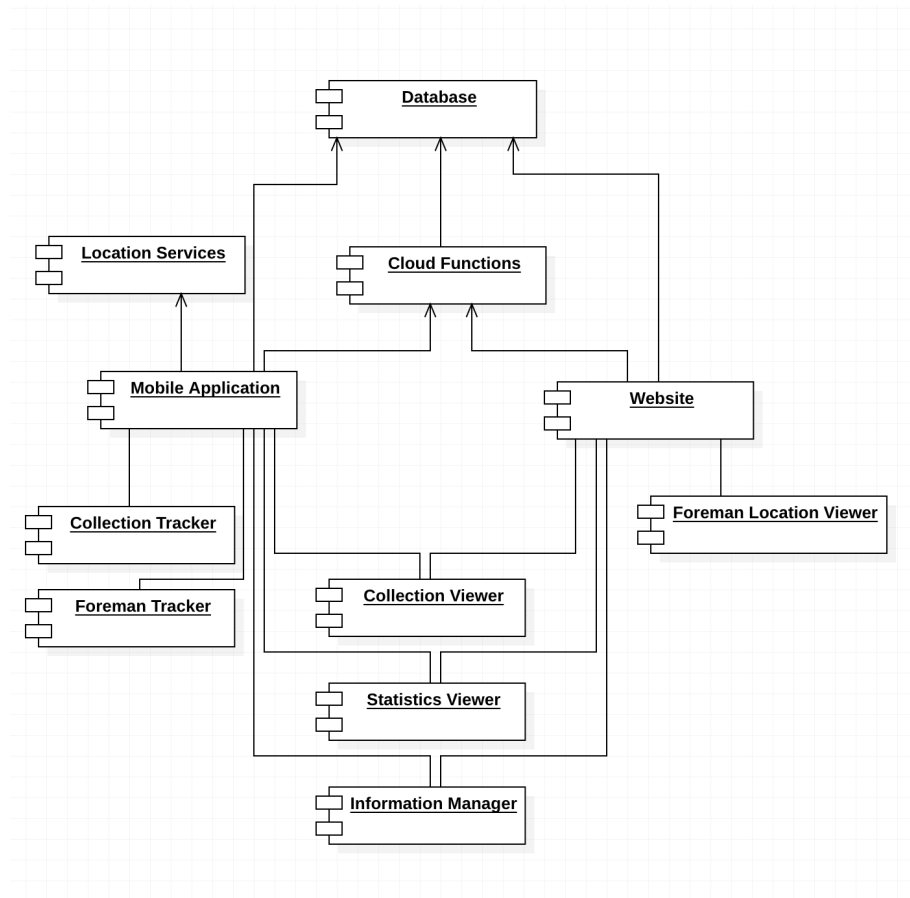 Database
Location Services
Cloud Functions
Mobile Application
Website
Foreman Location Viewer
Collection Tracker
Collection Viewer
Foreman Tracker
Statistics Viewer
Information Manager